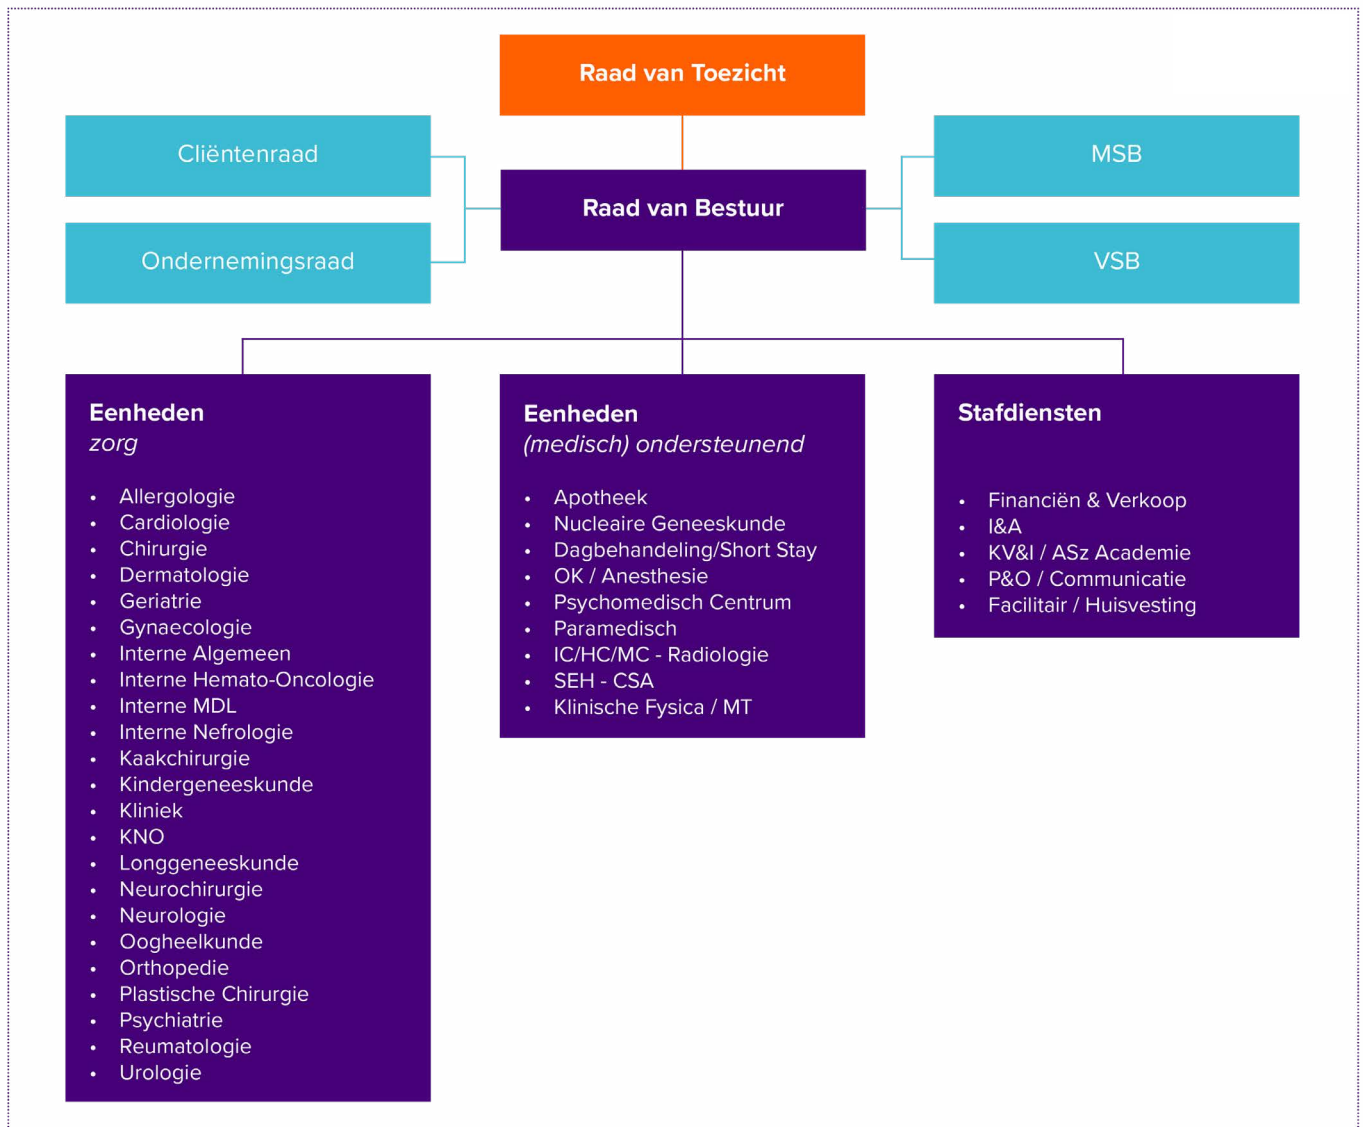 Raad van Toezicht
Cliëntenraad
MSB
Raad van Bestuur
Ondernemingsraad
VSB
Eenheden
zorg
• Allergologie
• Cardiologie
• Chirurgie
• Dermatologie
• Geriatrie
• Gynaecologie
• Interne Algemeen
• Interne Hemato-Oncologie
• Interne MDL
• Interne Nefrologie
• Kaakchirurgie
• Kindergeneeskunde
• Kliniek
• KNO
• Longgeneeskunde
• Neurochirurgie
• Neurologie
• Oogheelkunde
• Orthopedie
• Plastische Chirurgie
• Psychiatrie
• Reumatologie
• Urologie
Eenheden
(medisch) ondersteunend
• Apotheek
• Nucleaire Geneeskunde
• Dagbehandeling/Short Stay
• OK / Anesthesie
• Psychomedisch Centrum
• Paramedisch
• IC/HC/MC - Radiologie
• SEH - CSA
• Klinische Fysica / MT
Stafdiensten
• Financiën & Verkoop
• I&A
• KV&I / ASz Academie
• P&O / Communicatie
• Facilitair / Huisvesting